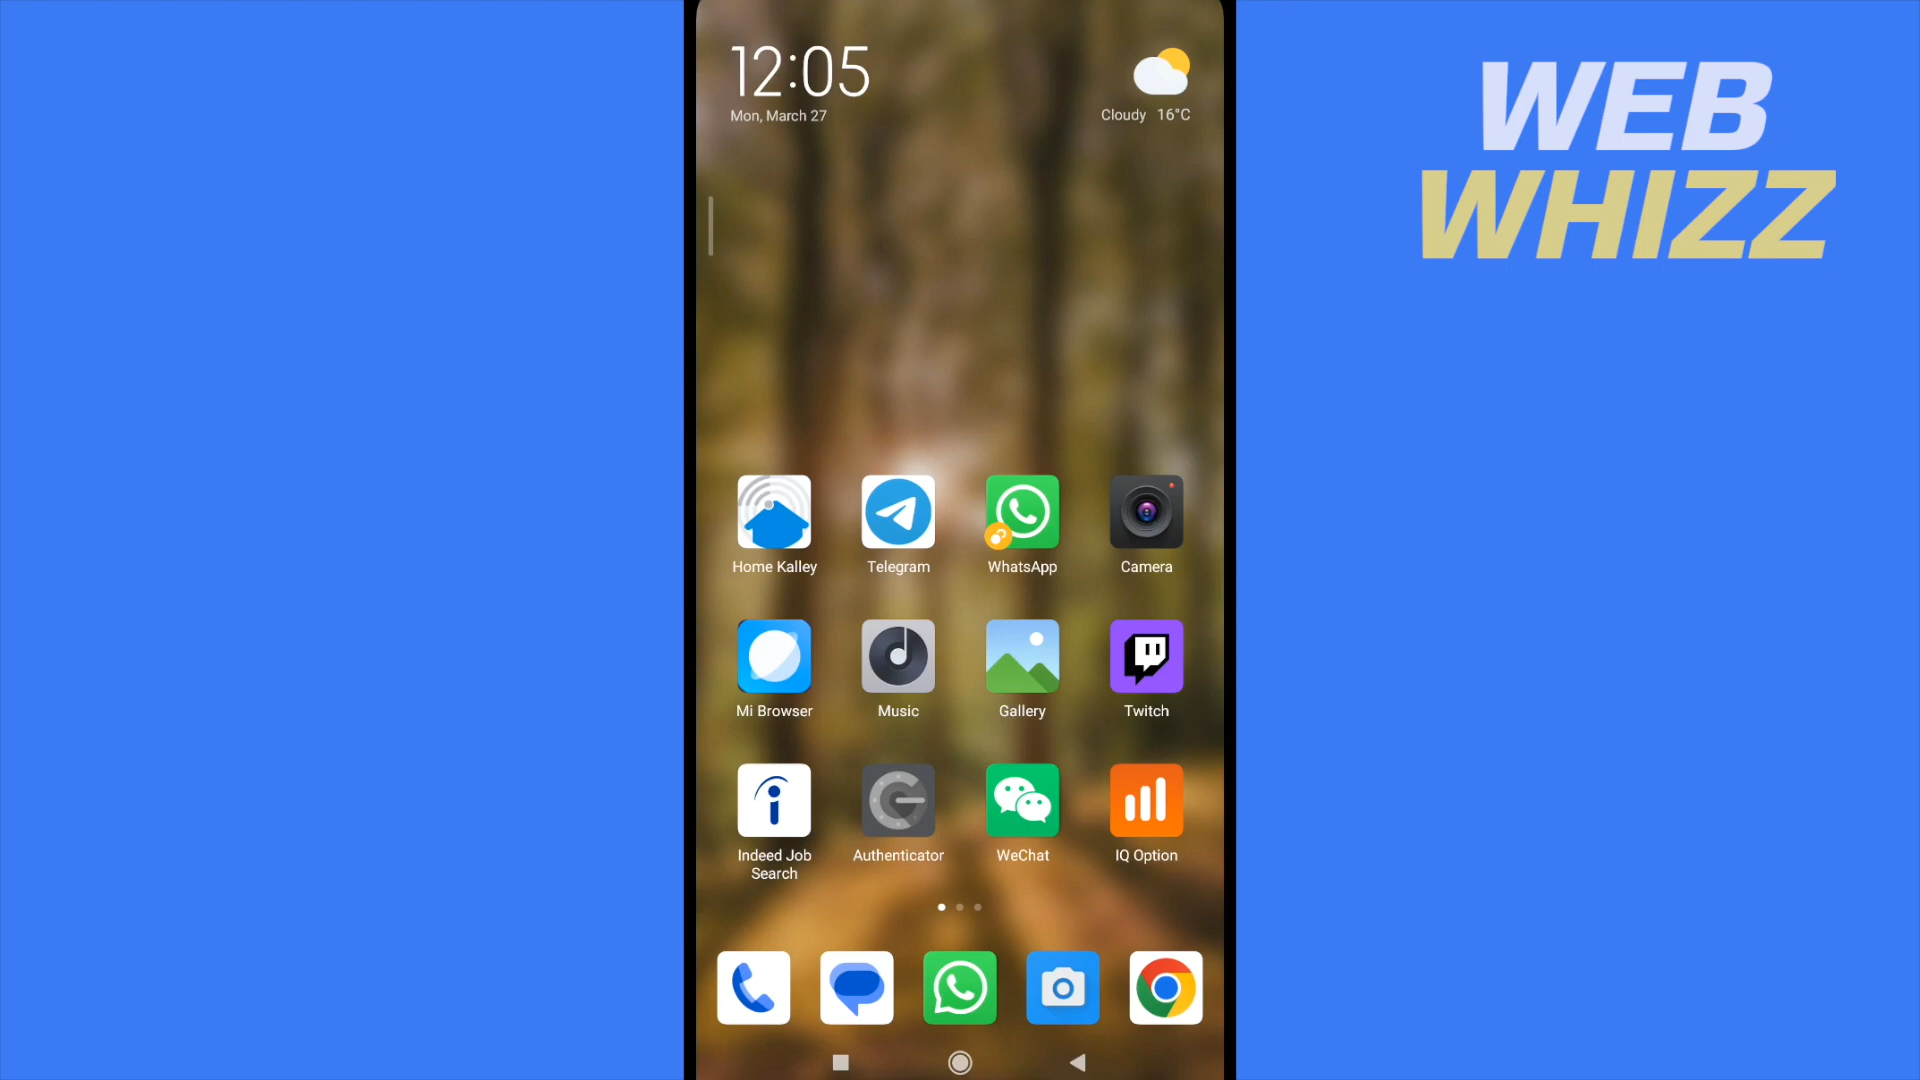 12:05
Mon, March 27
Cloudy 16°C
WEB
WHIZZ
Home Kalley
Telegram
WhatsApp
Camera
Mi Browser
Music
Gallery
Twitch
Indeed Job
Search
Authenticator
WeChat
IQ Option